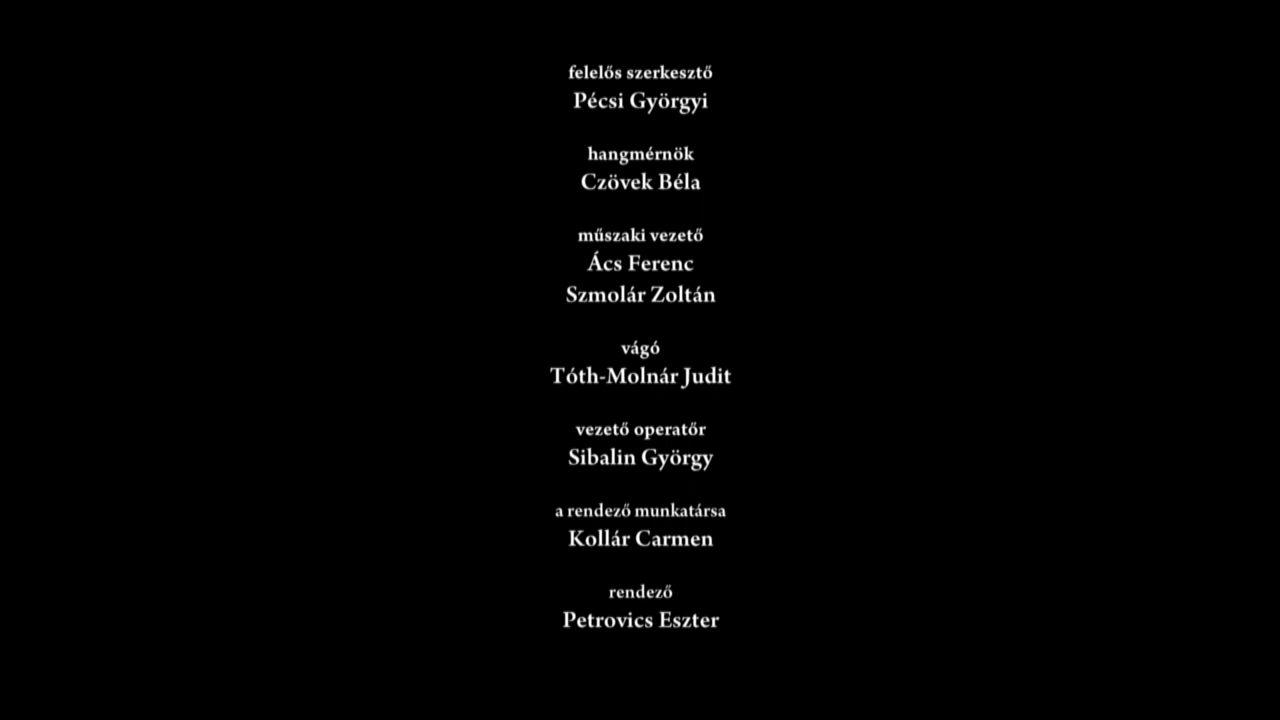 felelős szerkesztő
Pécsi Györgyi
hangmérnök
Czövek Béla
műszaki vezető
Ács Ferenc
Szmolár Zoltán
vágó
Tóth-Molnár Judit
vezető operatőr
Sibalin György
a rendező munkatársa
Kollár Carmen
rendező
Petrovics Eszter